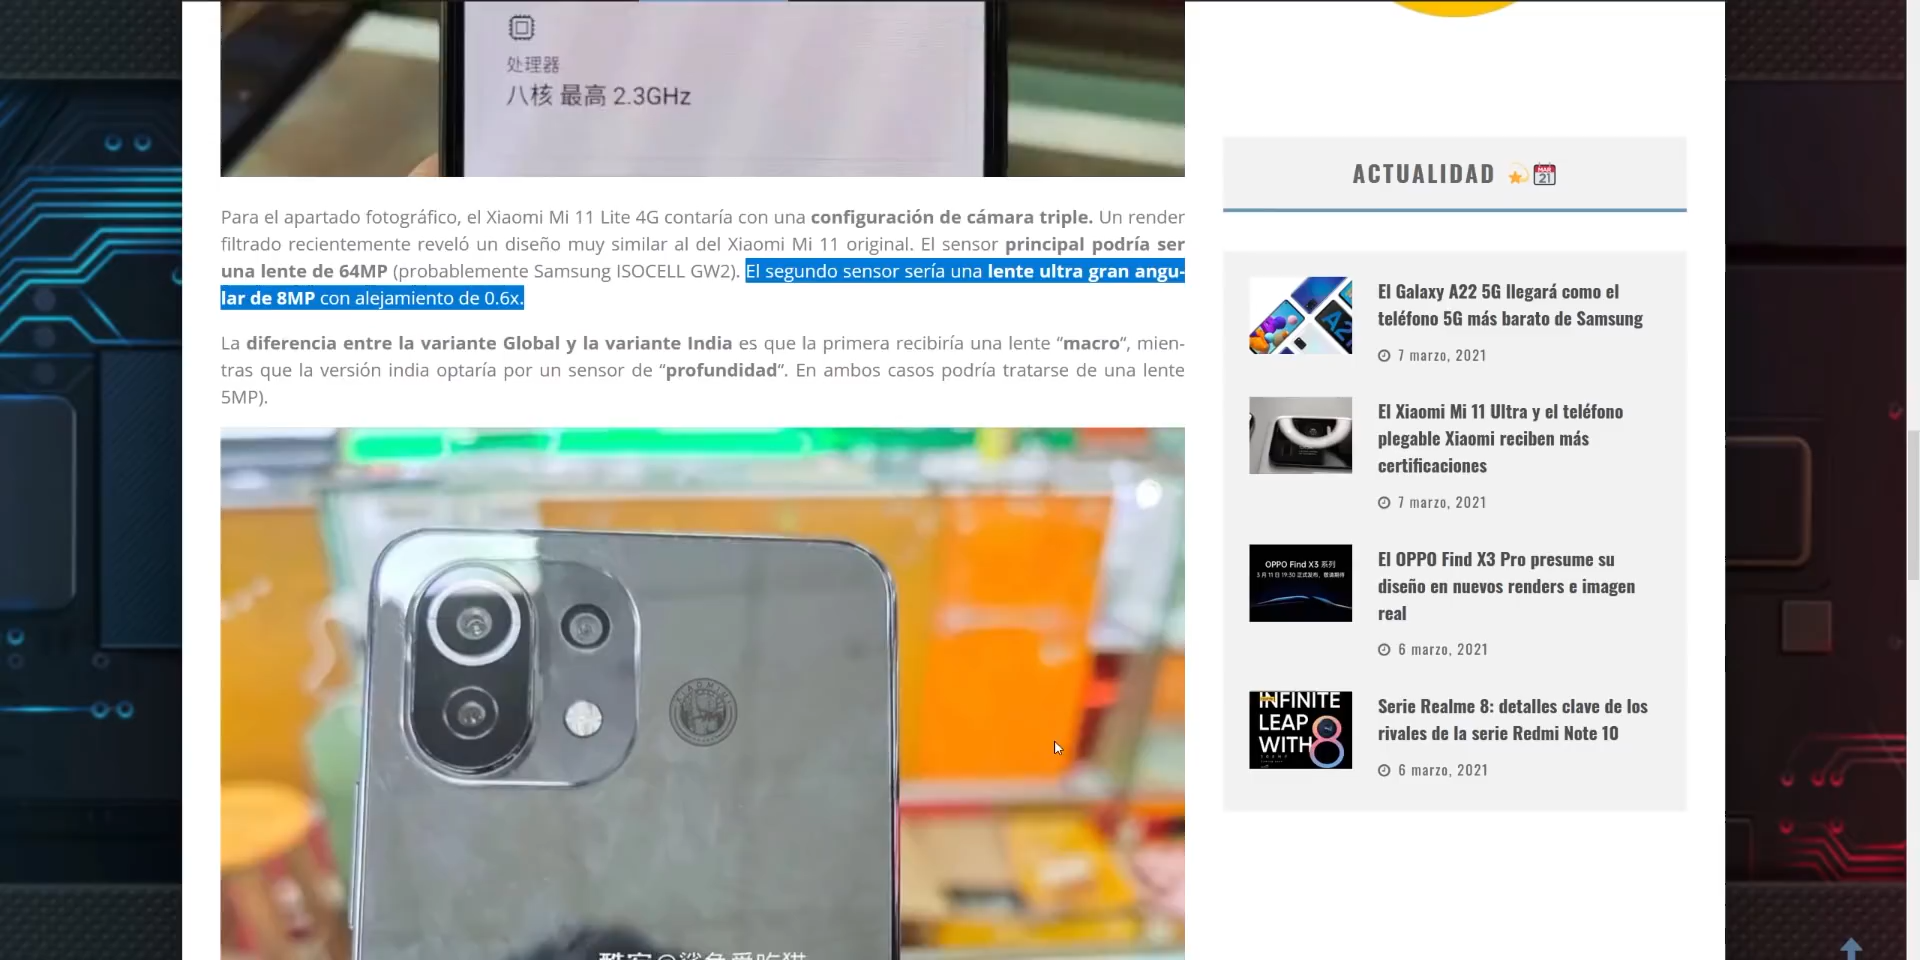 处理器
八核 最高 2.3GHz
Para el apartado fotográfico, el Xiaomi Mi 11 Lite 4G contaría con una configuración de cámara triple. Un render
filtrado recientemente reveló un diseño muy similar al del Xiaomi Mi 11 original. El sensor principal podría ser
una lente de 64MP (probablemente Samsung ISOCELL GW2). El segundo sensor sería una lente ultra gran angu-
lar de 8MP con alejamiento de 0.6x.
La diferencia entre la variante Global y la variante India es que la primera recibiría una lente “macro“, mien-
tras que la versión india optaría por un sensor de “profundidad“. En ambos casos podría tratarse de una lente
5MP).
ACTUALIDAD
MAR
21
El Galaxy A22 5G llegará como el
teléfono 5G más barato de Samsung
7 marzo, 2021
El Xiaomi Mi 11 Ultra y el teléfono
plegable Xiaomi reciben más
certificaciones
7 marzo, 2021
OPPO Find X3 系列
El OPPO Find X3 Pro presume su
diseño en nuevos renders e imagen
real
6 marzo, 2021
INFINITE
LEAP
WITH 8
Serie Realme 8: detalles clave de los
rivales de la serie Redmi Note 10
6 marzo, 2021